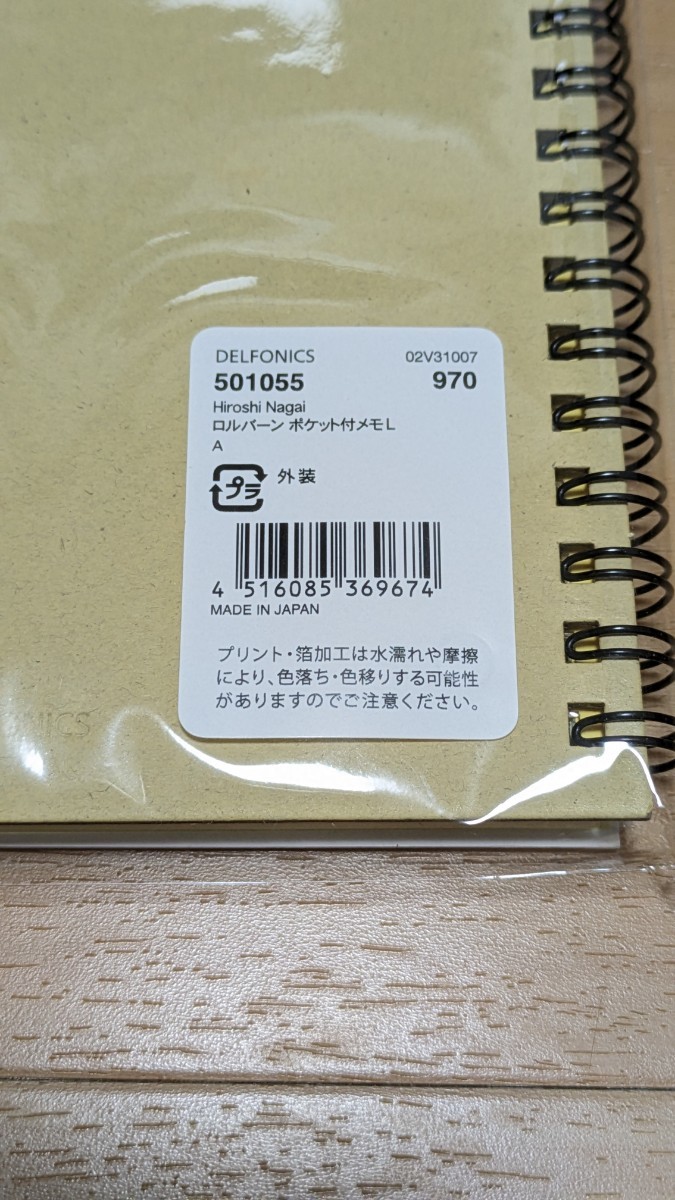 DELFONICS 02V31007
501055 970
Hiroshi Nagai
ロルバーン ポケット付メモL
A
プラ 外装
4 516085 369674
MADE IN JAPAN
プリント・箔加工は水濡れや摩擦
により、色落ち・色移りする可能性
がありますのでご注意ください。
ONICS